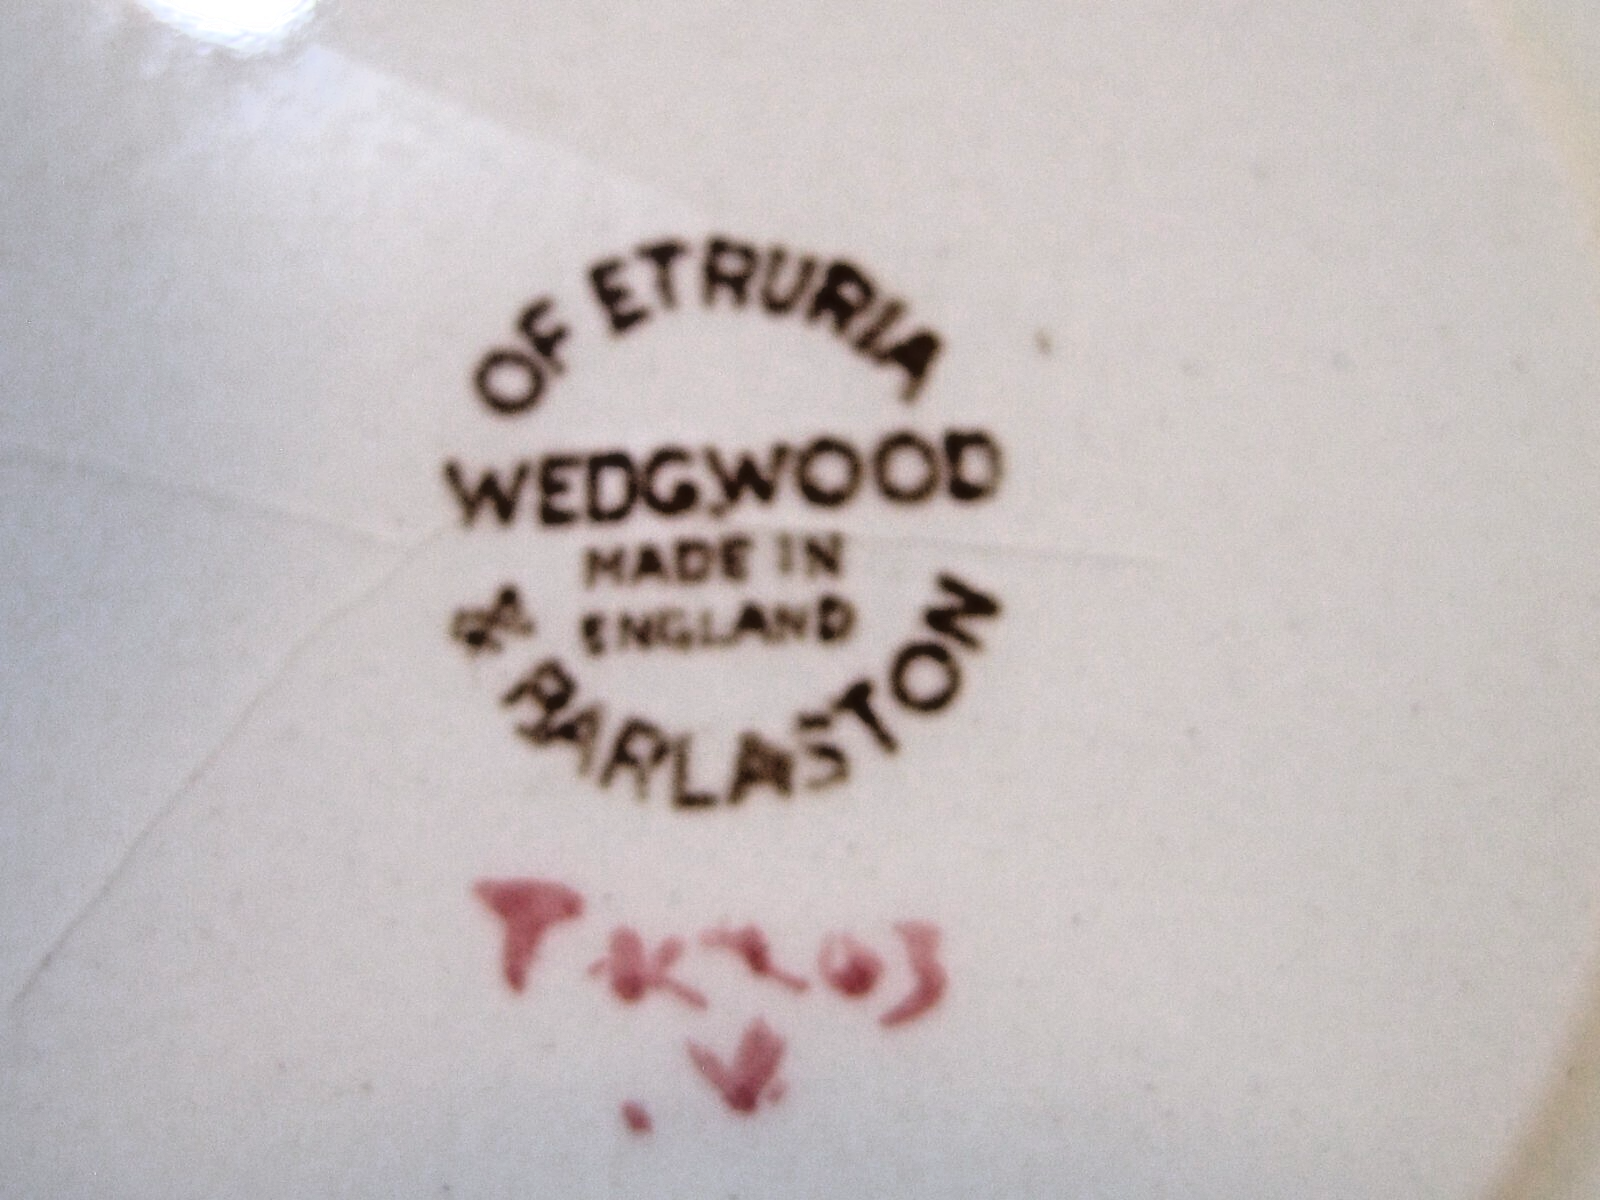 OF ETRURIA
WEDGWOOD
MADE IN
ENGLAND
& BARLASTON
V